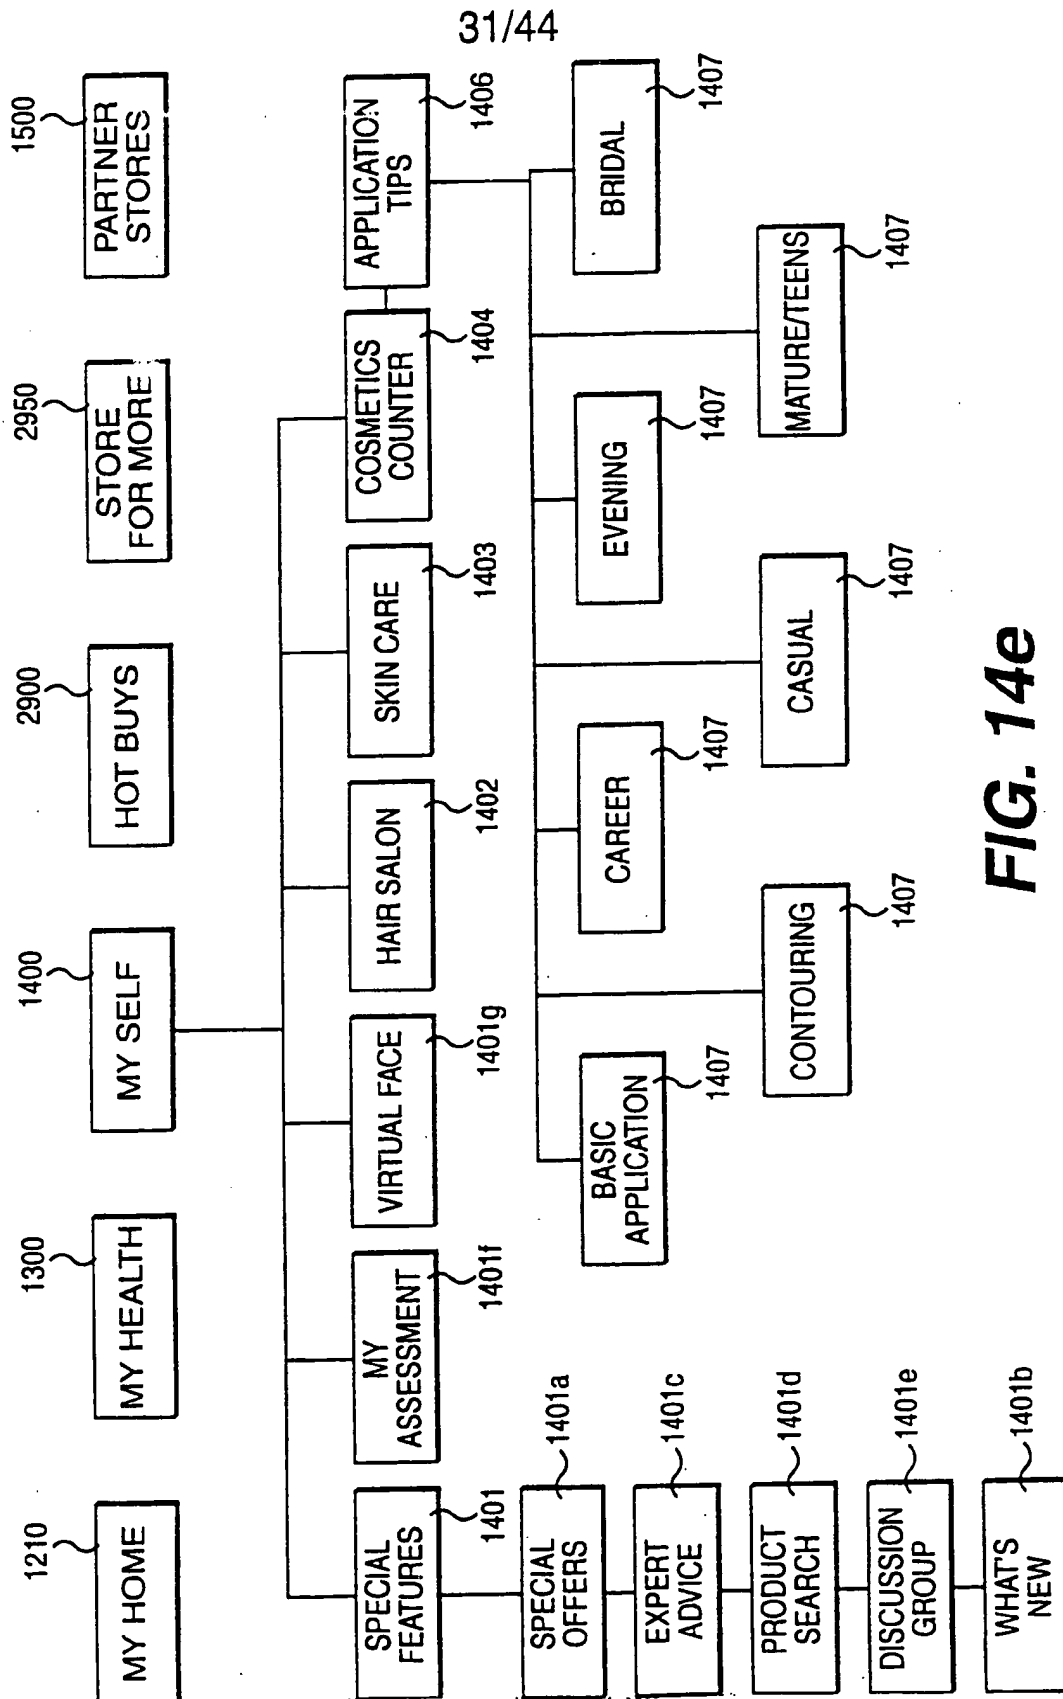 31/44
1210
MY HOME
1300
MY HEALTH
1400
MY SELF
2900
HOT BUYS
2950
STORE
FOR MORE
1500
PARTNER
STORES
SPECIAL
FEATURES
1401
MY
ASSESSMENT
1401f
VIRTUAL FACE
1401g
HAIR SALON
1402
SKIN CARE
1403
COSMETICS
COUNTER
1404
APPLICATION
TIPS
1406
SPECIAL
OFFERS
1401a
EXPERT
ADVICE
1401c
PRODUCT
SEARCH
1401d
DISCUSSION
GROUP
1401e
WHAT'S
NEW
1401b
BASIC
APPLICATION
1407
CAREER
1407
EVENING
1407
BRIDAL
1407
CONTOURING
1407
CASUAL
1407
MATURE/TEENS
1407
FIG. 14e